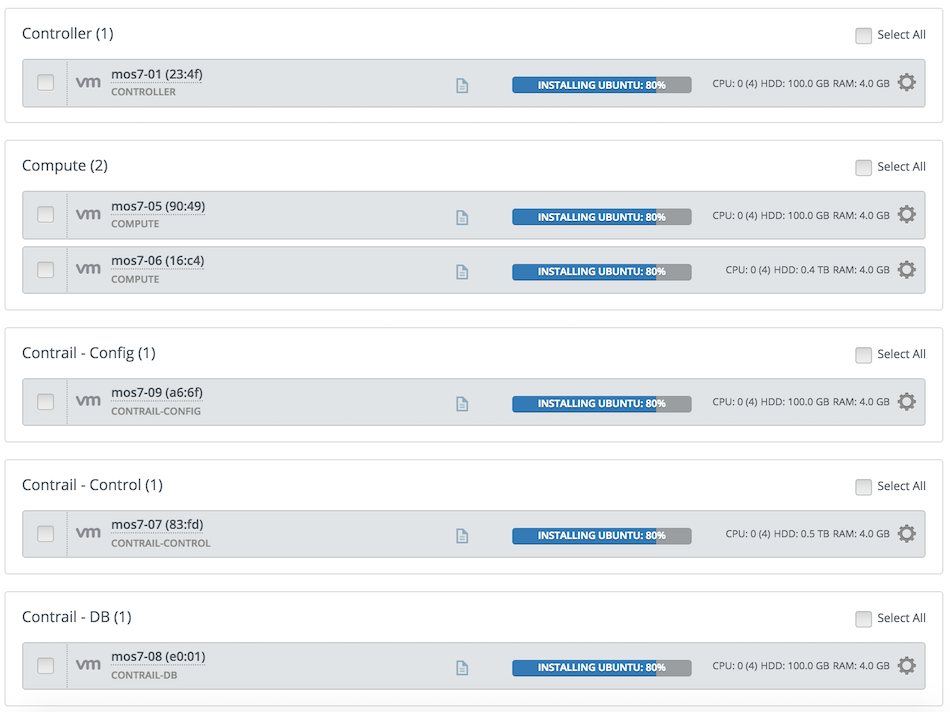 Controller (1)
Select All
vm mos7-01 (23:4f) INSTALLING UBUNTU: 80% CPU: 0 (4) HDD: 100.0 GB RAM: 4.0 GB
CONTROLLER
Compute (2)
Select All
vm mos7-05 (90:49) INSTALLING UBUNTU: 80% CPU: 0 (4) HDD: 100.0 GB RAM: 4.0 GB
COMPUTE
vm mos7-06 (16:c4) INSTALLING UBUNTU: 80% CPU: 0 (4) HDD: 0.4 TB RAM: 4.0 GB
COMPUTE
Contrail - Config (1)
Select All
vm mos7-09 (a6:6f) INSTALLING UBUNTU: 80% CPU: 0 (4) HDD: 100.0 GB RAM: 4.0 GB
CONTRAIL-CONFIG
Contrail - Control (1)
Select All
vm mos7-07 (83:fd) INSTALLING UBUNTU: 80% CPU: 0 (4) HDD: 0.5 TB RAM: 4.0 GB
CONTRAIL-CONTROL
Contrail - DB (1)
Select All
vm mos7-08 (e0:01) INSTALLING UBUNTU: 80% CPU: 0 (4) HDD: 100.0 GB RAM: 4.0 GB
CONTRAIL-DB